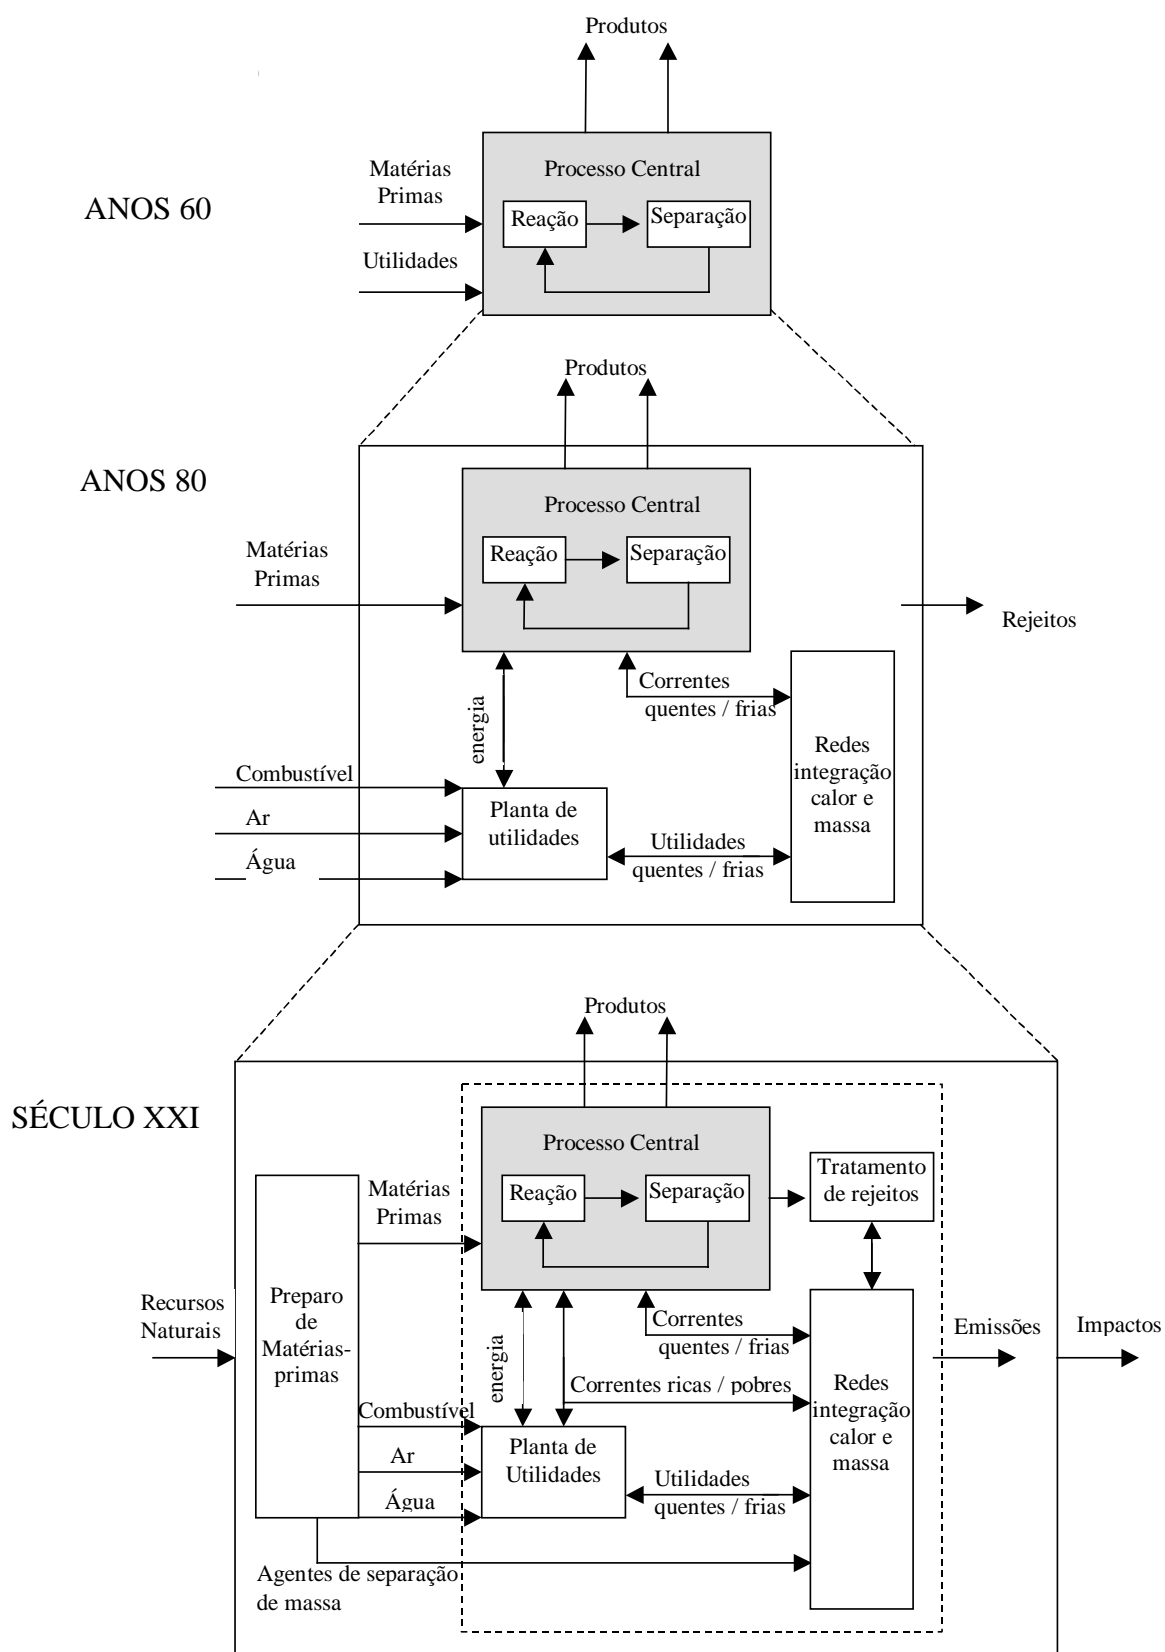 Produtos
Processo Central
Matérias
Primas
ANOS 60
Reação
Separação
Utilidades
Produtos
ANOS 80
Processo Central
Matérias
Primas
Reação
Separação
Rejeitos
energia
Correntes
quentes / frias
Redes
integração
calor e
massa
Combustível
Ar
Água
Planta de
utilidades
Utilidades
quentes / frias
Produtos
SÉCULO XXI
Processo Central
Tratamento
de rejeitos
Matérias
Primas
Reação
Separação
Recursos
Naturais
Preparo
de
Matérias-
primas
energia
Correntes
quentes / frias
Emissões
Impactos
Correntes ricas / pobres
Redes
integração
calor e
massa
Combustível
Ar
Água
Planta de
Utilidades
Utilidades
quentes / frias
Agentes de separação
de massa